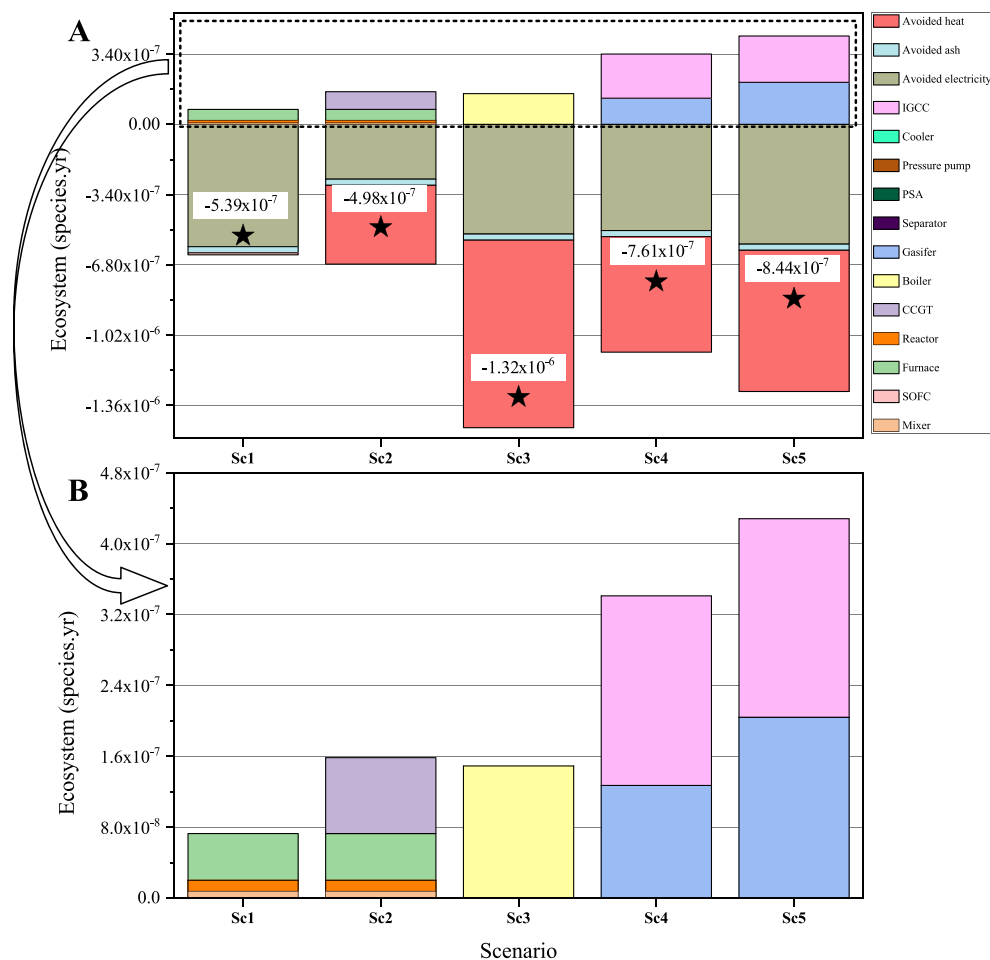 A
Ecosystem (species.yr)
3.40x10⁻⁷
0.00
-3.40x10⁻⁷
-6.80x10⁻⁷
-1.02x10⁻⁶
-1.36x10⁻⁶
-5.39x10⁻⁷
-4.98x10⁻⁷
-1.32x10⁻⁶
-7.61x10⁻⁷
-8.44x10⁻⁷
Sc1 Sc2 Sc3 Sc4 Sc5
Avoided heat
Avoided ash
Avoided electricity
IGCC
Cooler
Pressure pump
PSA
Separator
Gasifer
Boiler
CCGT
Reactor
Furnace
SOFC
Mixer
B
Ecosystem (species.yr)
4.8x10⁻⁷
4.0x10⁻⁷
3.2x10⁻⁷
2.4x10⁻⁷
1.6x10⁻⁷
8.0x10⁻⁸
0.0
Sc1 Sc2 Sc3 Sc4 Sc5
Scenario